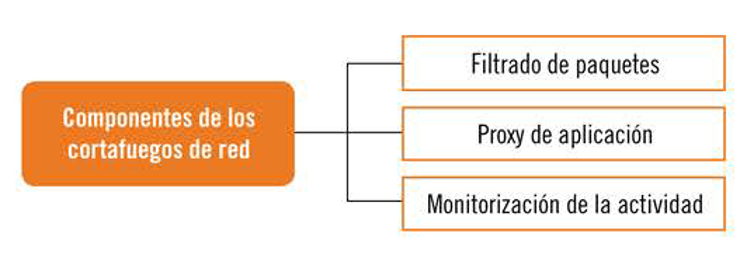 Componentes de los
cortafuegos de red
Filtrado de paquetes
Proxy de aplicación
Monitorización de la actividad